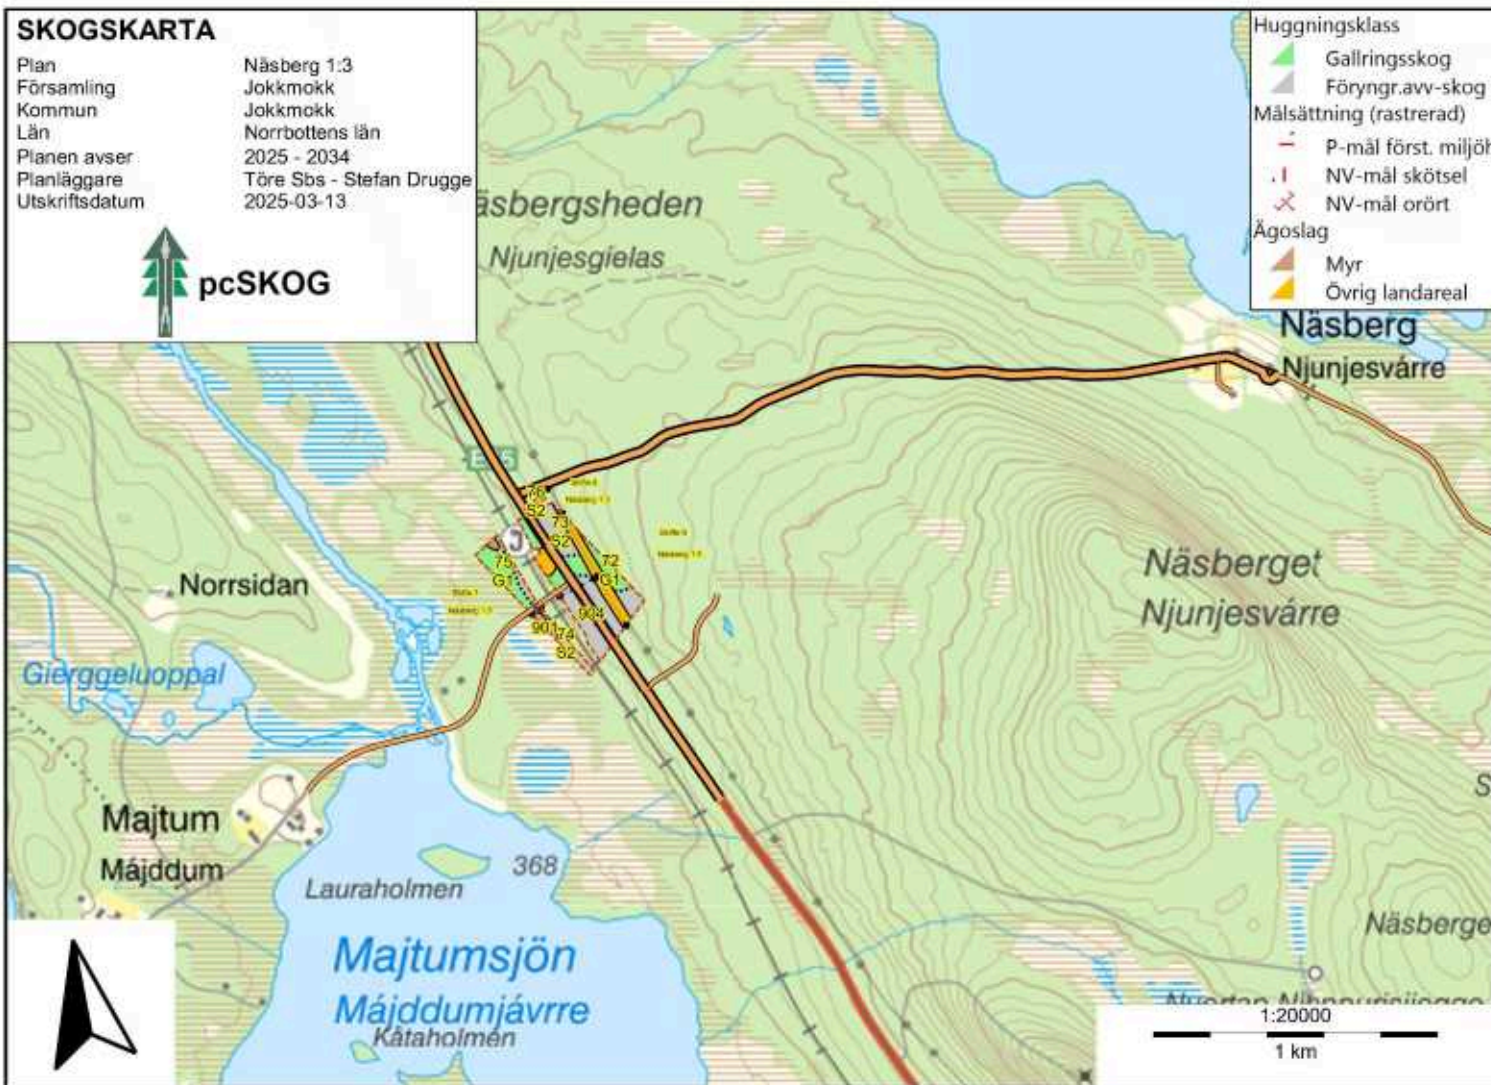 SKOGSKARTA
Plan Näsberg 1:3
Församling Jokkmokk
Kommun Jokkmokk
Län Norrbottens län
Planen avser 2025 - 2034
Planläggare Töre Sbs - Stefan Drugge
Utskriftsdatum 2025-03-13
pcSKOG
Huggningsklass
Gallringsskog
Föryngr.avv-skog
Målsättning (rastrerad)
P-mål först. miljöh
NV-mål skötsel
NV-mål orört
Ägoslag
Myr
Övrig landareal
äsbergsheden
Njunjesgielas
Näsberg
Njunjesvárre
76
S2
73
S2
72
G1
75
G1
904
901
74
S2
Norrsidan
Näsberget
Njunjesvárre
Gierggeluoppal
Majtum
Májddum
Lauraholmen
368
S
Näsberge
Majtumsjön
Májddumjávrre
Kåtaholmen
1:20000
1 km